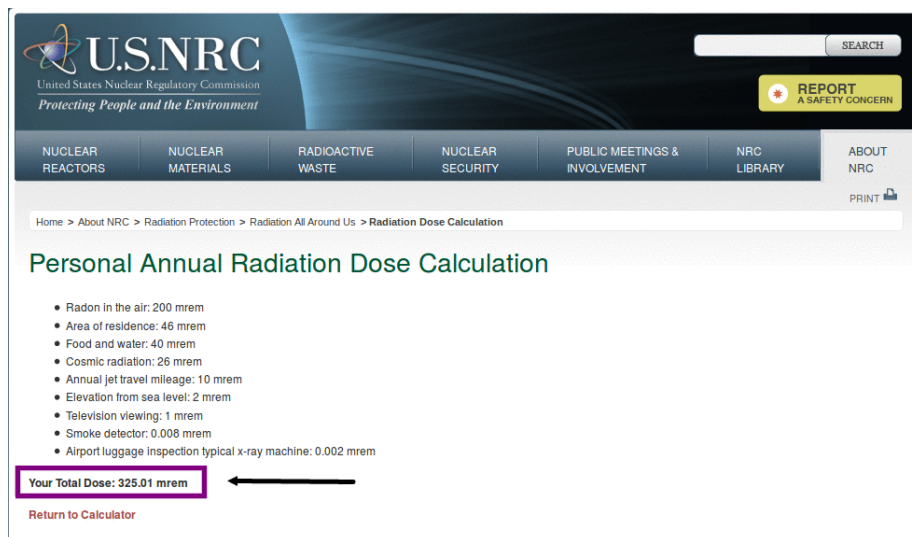 U.S.NRC
United States Nuclear Regulatory Commission
Protecting People and the Environment
SEARCH
REPORT
A SAFETY CONCERN
NUCLEAR REACTORS
NUCLEAR MATERIALS
RADIOACTIVE WASTE
NUCLEAR SECURITY
PUBLIC MEETINGS & INVOLVEMENT
NRC LIBRARY
ABOUT NRC
PRINT
Home > About NRC > Radiation Protection > Radiation All Around Us > Radiation Dose Calculation
Personal Annual Radiation Dose Calculation
• Radon in the air: 200 mrem
• Area of residence: 46 mrem
• Food and water: 40 mrem
• Cosmic radiation: 26 mrem
• Annual jet travel mileage: 10 mrem
• Elevation from sea level: 2 mrem
• Television viewing: 1 mrem
• Smoke detector: 0.008 mrem
• Airport luggage inspection typical x-ray machine: 0.002 mrem
Your Total Dose: 325.01 mrem
Return to Calculator